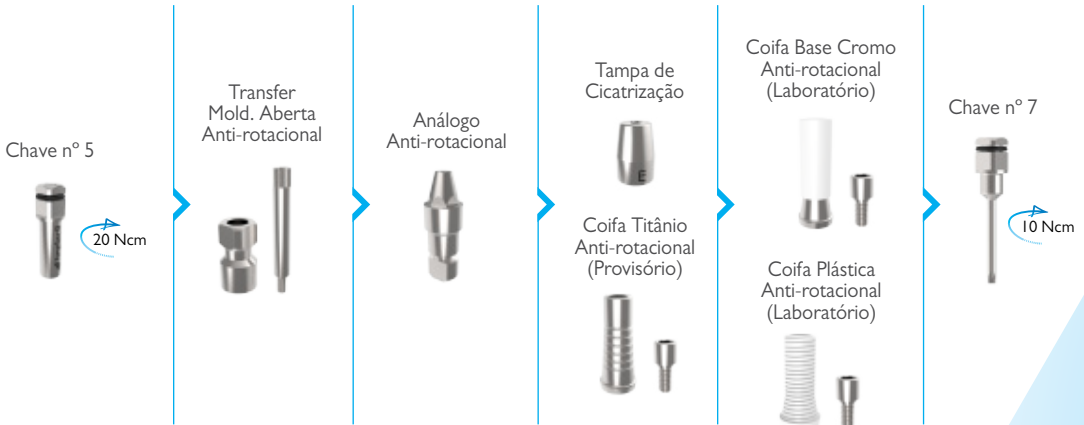 Chave nº 5
20 Ncm
Transfer
Mold. Aberta
Anti-rotacional
Análogo
Anti-rotacional
Tampa de
Cicatrização
E
Coifa Titânio
Anti-rotacional
(Provisório)
Coifa Base Cromo
Anti-rotacional
(Laboratório)
Coifa Plástica
Anti-rotacional
(Laboratório)
Chave nº 7
10 Ncm